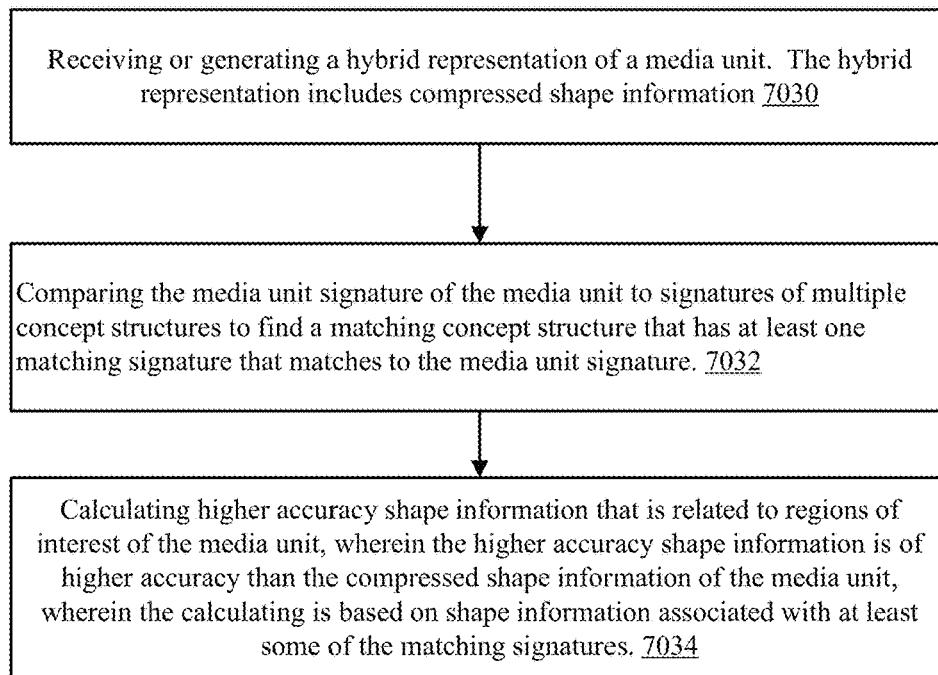 Receiving or generating a hybrid representation of a media unit. The hybrid
representation includes compressed shape information 7030
Comparing the media unit signature of the media unit to signatures of multiple
concept structures to find a matching concept structure that has at least one
matching signature that matches to the media unit signature. 7032
Calculating higher accuracy shape information that is related to regions of
interest of the media unit, wherein the higher accuracy shape information is of
higher accuracy than the compressed shape information of the media unit,
wherein the calculating is based on shape information associated with at least
some of the matching signatures. 7034